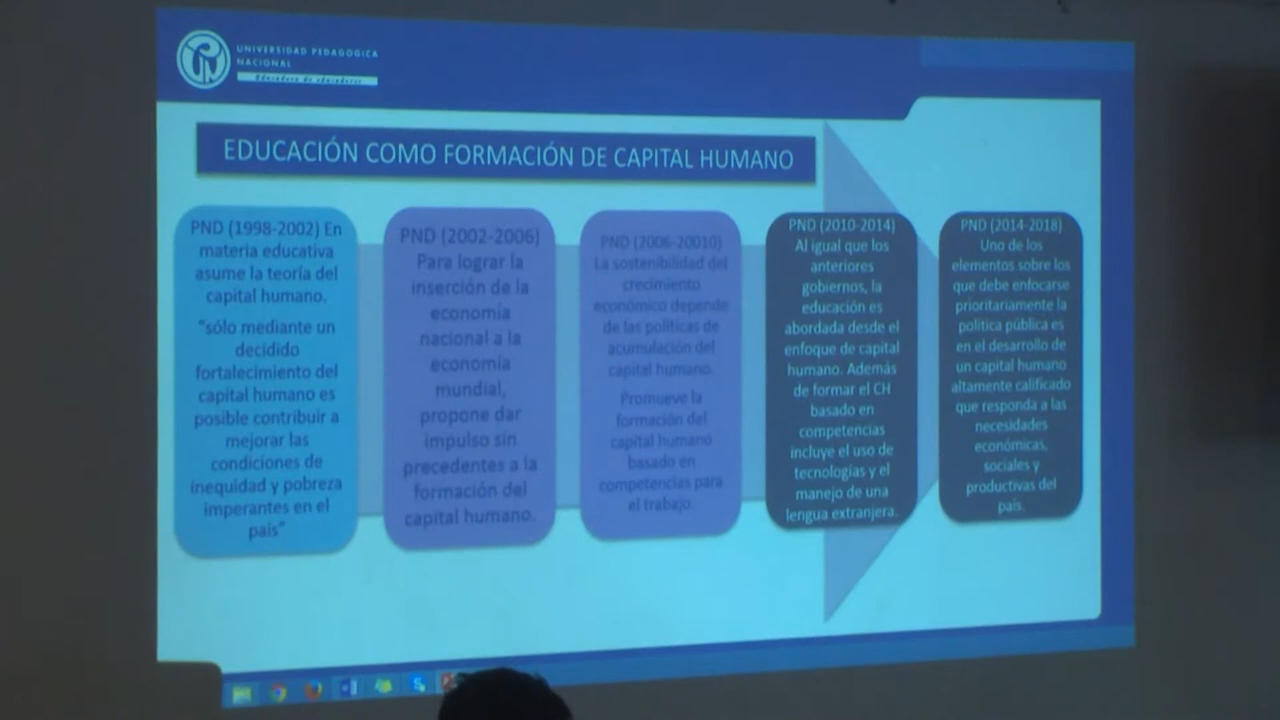 UNIVERSIDAD PEDAGOGICA
NACIONAL
Educadora de educadores
EDUCACIÓN COMO FORMACIÓN DE CAPITAL HUMANO
PND (1998-2002) En
materia educativa
asume la teoría del
capital humano.
"sólo mediante un
decidido
fortalecimiento del
capital humano es
posible contribuir a
mejorar las
condiciones de
inequidad y pobreza
imperantes en el
país"
PND (2002-2006)
Para lograr la
inserción de la
economía
nacional a la
economía
mundial,
propone dar
impulso sin
precedentes a la
formación del
capital humano.
PND (2006-20010)
La sostenibilidad del
crecimiento
económico depende
de las políticas de
acumulación del
capital humano.
Promueve la
formación del
capital humano
basado en
competencias para
el trabajo.
PND (2010-2014)
Al igual que los
anteriores
gobiernos, la
educación es
abordada desde el
enfoque de capital
humano. Además
de formar el CH
basado en
competencias
incluye el uso de
tecnologías y el
manejo de una
lengua extranjera.
PND (2014-2018)
Uno de los
elementos sobre los
que debe enfocarse
prioritariamente la
política pública es
en el desarrollo de
un capital humano
altamente calificado
que responda a las
necesidades
económicas,
sociales y
productivas del
país.